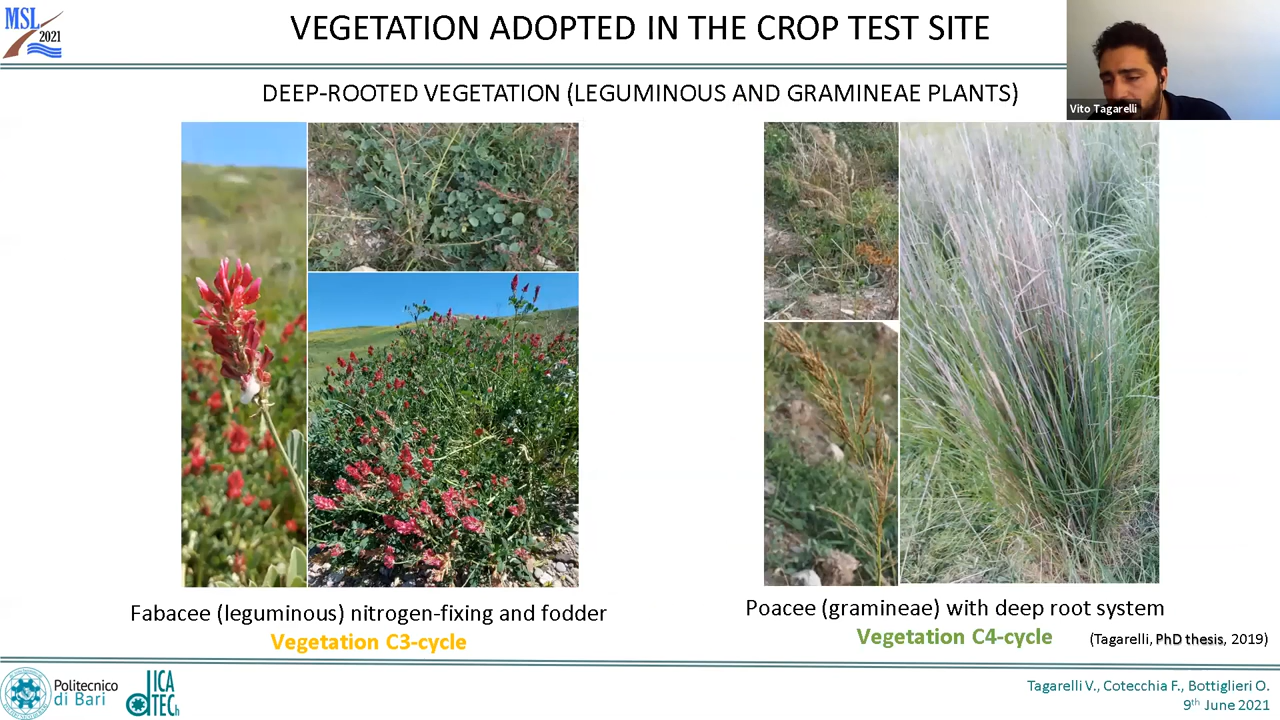 MSL
2021
VEGETATION ADOPTED IN THE CROP TEST SITE
Vito Tagarelli
DEEP-ROOTED VEGETATION (LEGUMINOUS AND GRAMINEAE PLANTS)
Fabacee (leguminous) nitrogen-fixing and fodder
Vegetation C3-cycle
Poacee (gramineae) with deep root system
Vegetation C4-cycle
(Tagarelli, PhD thesis, 2019)
Politecnico
di Bari
ICA
dTECh
Tagarelli V., Cotecchia F., Bottiglieri O.
9th June 2021